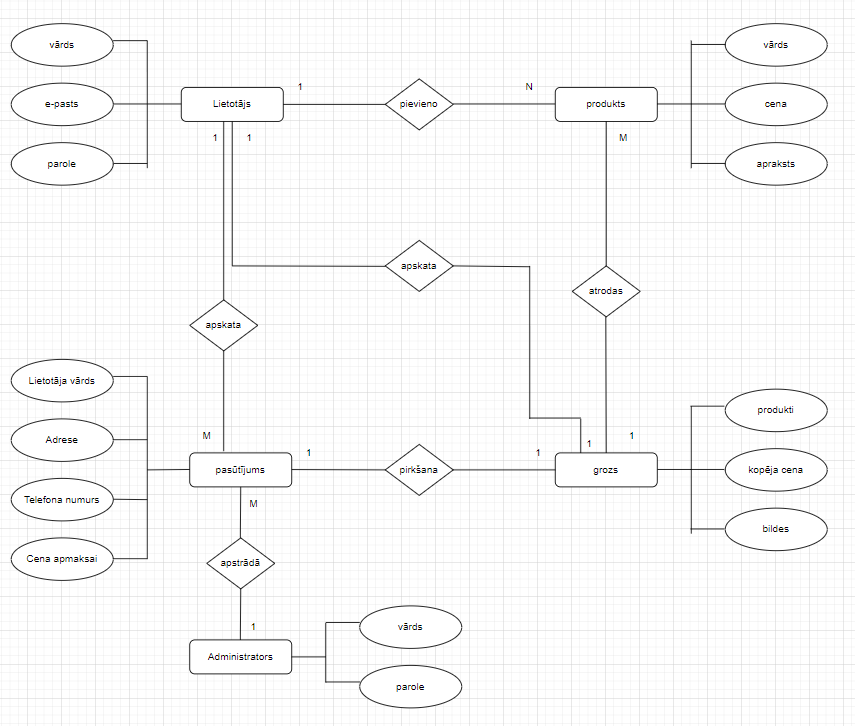 vārds
vārds
1
N
Lietotājs
pievieno
produkts
e-pasts
cena
1
1
M
parole
apraksts
apskata
atrodas
apskata
Lietotāja vārds
produkti
M
1
1
Adrese
1
1
pasūtījums
pirkšana
grozs
kopēja cena
Telefona numurs
M
bildes
Cena apmaksai
apstrādā
1
vārds
Administrators
parole